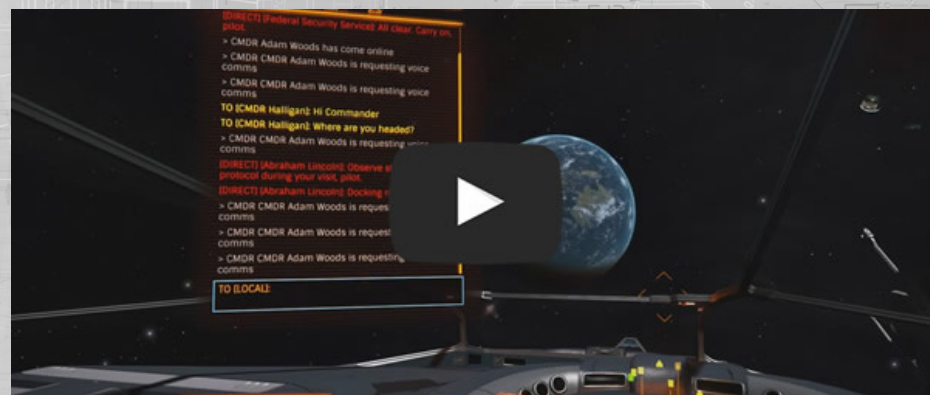 [DIRECT] [Federal Security Service]: All clear. Carry on,
pilot.
> CMDR Adam Woods has come online
> CMDR CMDR Adam Woods is requesting voice
comms
> CMDR CMDR Adam Woods is requesting voice
comms
TO [CMDR Halligan]: Hi Commander
TO [CMDR Halligan]: Where are you headed?
> CMDR CMDR Adam Woods is requesting voice
comms
[DIRECT] [Abraham Lincoln]: Observe
protocol during your visit, pilot.
[DIRECT] [Abraham Lincoln]: Docking
> CMDR CMDR Adam Woods is
comms
> CMDR CMDR Adam Woods is
comms
> CMDR CMDR Adam Woods is requesting
comms
TO [LOCAL]: